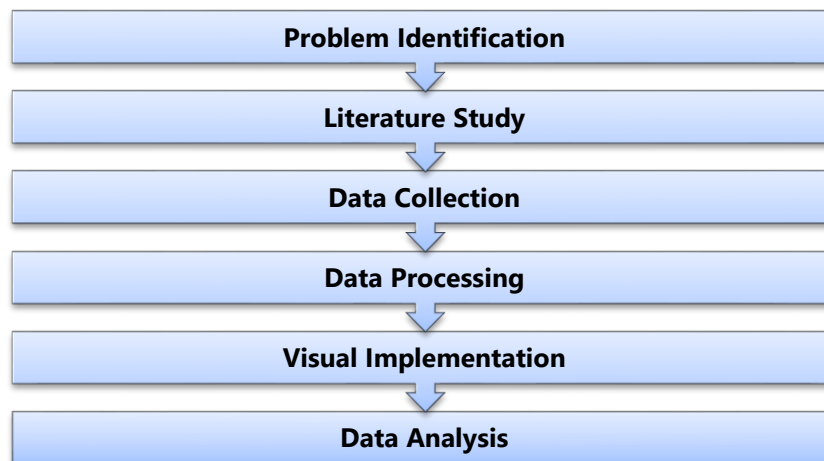 Problem Identification
Literature Study
Data Collection
Data Processing
Visual Implementation
Data Analysis